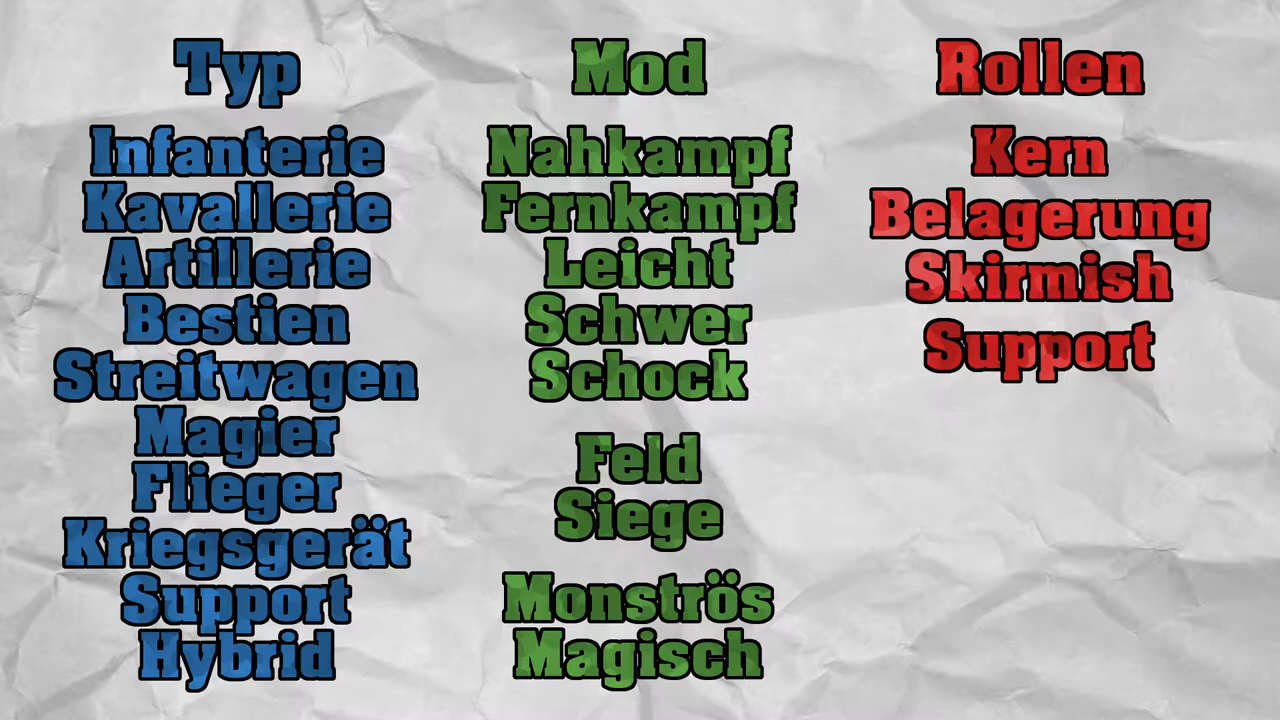 Typ
Infanterie
Kavallerie
Artillerie
Bestien
Streitwagen
Magier
Flieger
Kriegsgerät
Support
Hybrid
Mod
Nahkampf
Fernkampf
Leicht
Schwer
Schock
Feld
Siege
Monströs
Magisch
Rollen
Kern
Belagerung
Skirmish
Support